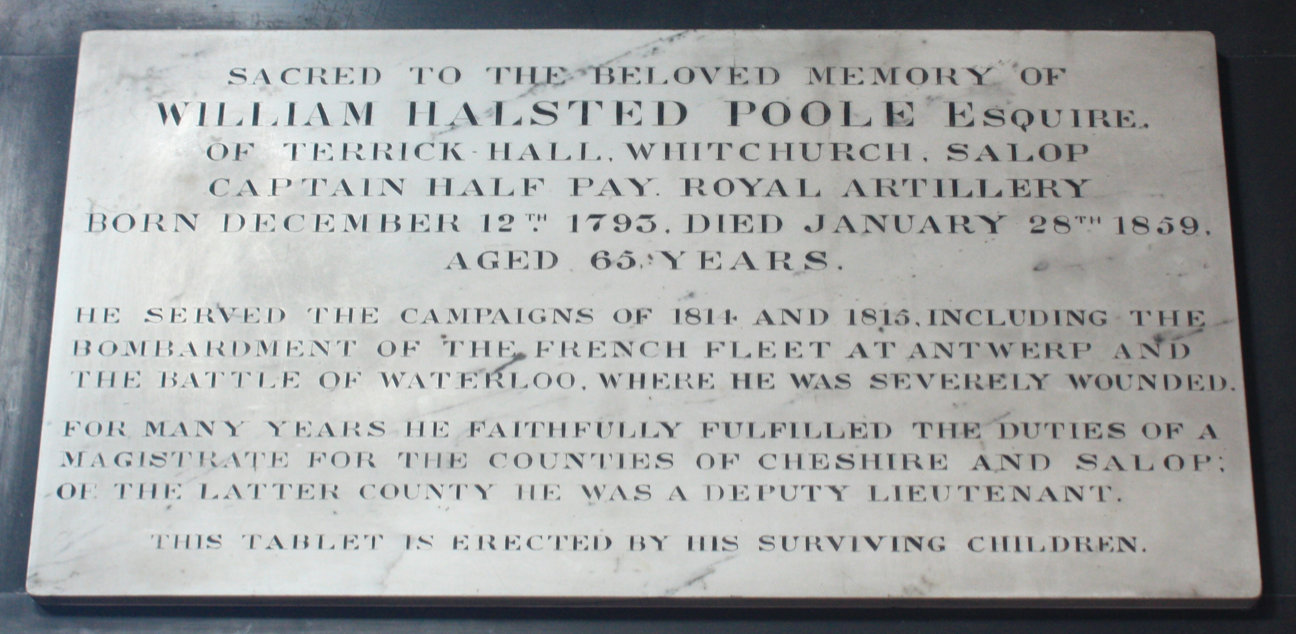 SACRED TO THE BELOVED MEMORY OF
WILLIAM HALSTED POOLE ESQUIRE.
OF TERRICK HALL, WHITCHURCH, SALOP
CAPTAIN HALF PAY. ROYAL ARTILLERY
BORN DECEMBER 12TH 1793, DIED JANUARY 28TH 1859,
AGED 65 YEARS.
HE SERVED THE CAMPAIGNS OF 1814 AND 1815, INCLUDING THE
BOMBARDMENT OF THE FRENCH FLEET AT ANTWERP AND
THE BATTLE OF WATERLOO, WHERE HE WAS SEVERELY WOUNDED.
FOR MANY YEARS HE FAITHFULLY FULFILLED THE DUTIES OF A
MAGISTRATE FOR THE COUNTIES OF CHESHIRE AND SALOP;
OF THE LATTER COUNTY HE WAS A DEPUTY LIEUTENANT.
THIS TABLET IS ERECTED BY HIS SURVIVING CHILDREN.